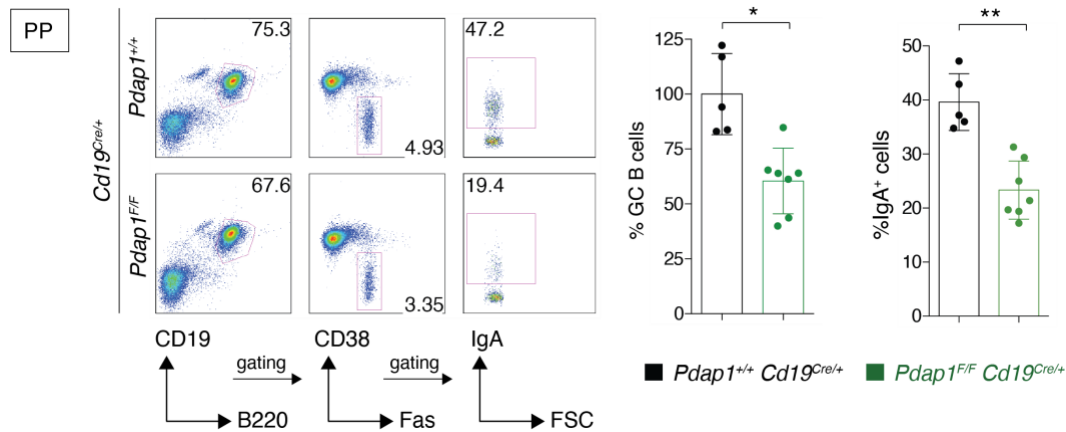 PP
Cd19Cre/+
Pdap1+/+
75.3
4.93
47.2
Pdap1F/F
67.6
3.35
19.4
CD19
gating
B220
CD38
gating
Fas
IgA
FSC
*
% GC B cells
125
100
75
50
25
0
**
%IgA+ cells
50
40
30
20
10
0
Pdap1+/+ Cd19Cre/+
Pdap1F/F Cd19Cre/+